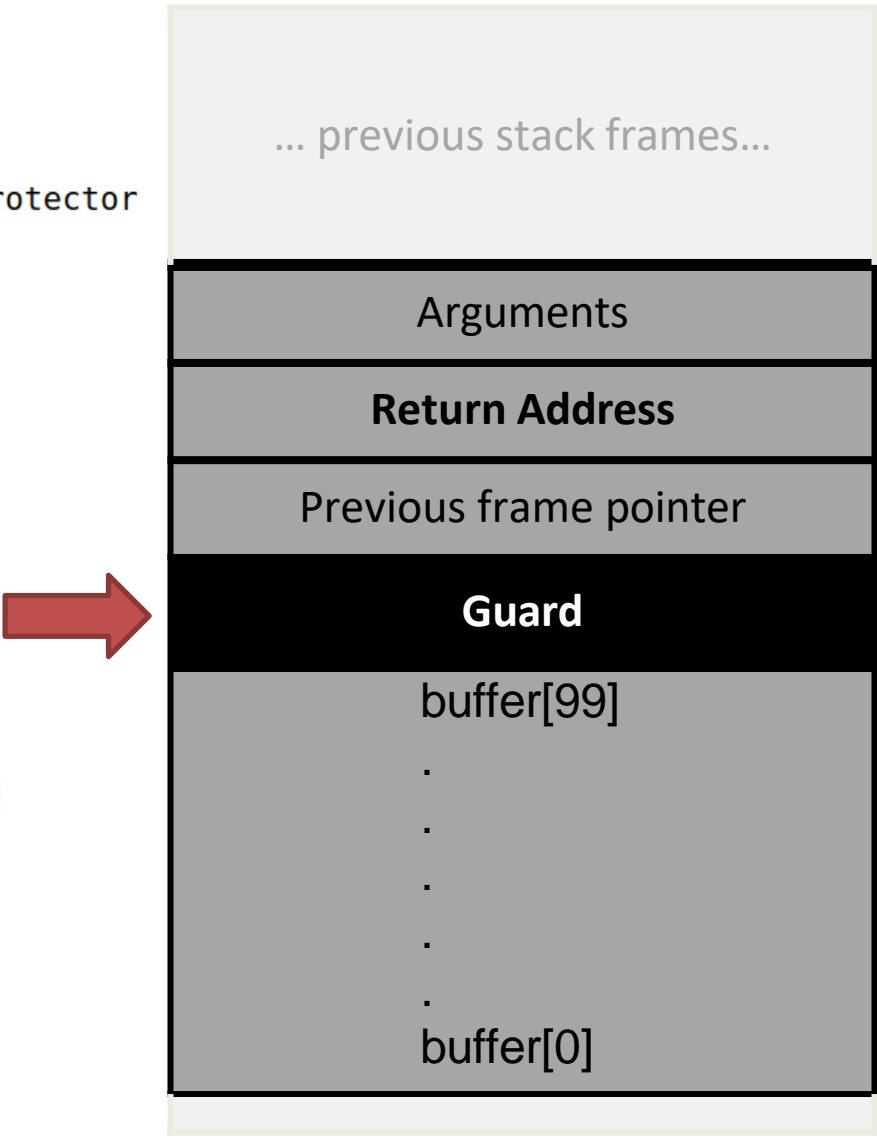 … previous stack frames…
rotector
Arguments
Return Address
Previous frame pointer
Guard
buffer[99]
.
.
.
.
.
buffer[0]